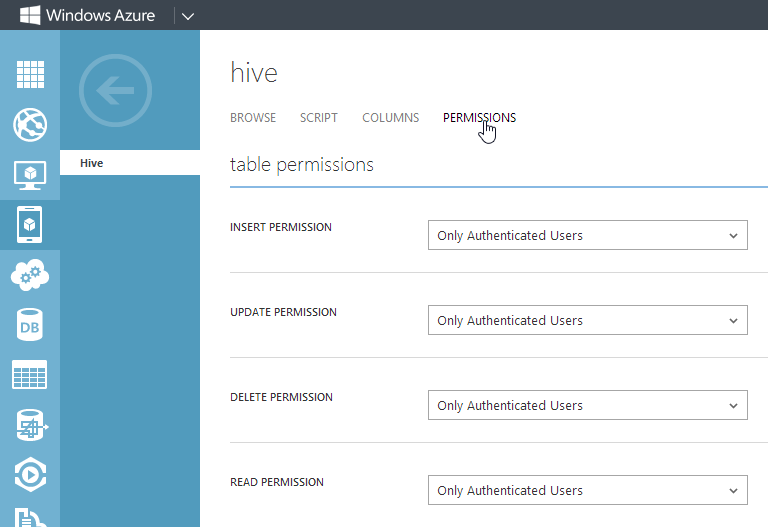 Windows Azure
hive
BROWSE SCRIPT COLUMNS PERMISSIONS
Hive
table permissions
INSERT PERMISSION Only Authenticated Users
UPDATE PERMISSION Only Authenticated Users
DB
DELETE PERMISSION Only Authenticated Users
READ PERMISSION Only Authenticated Users